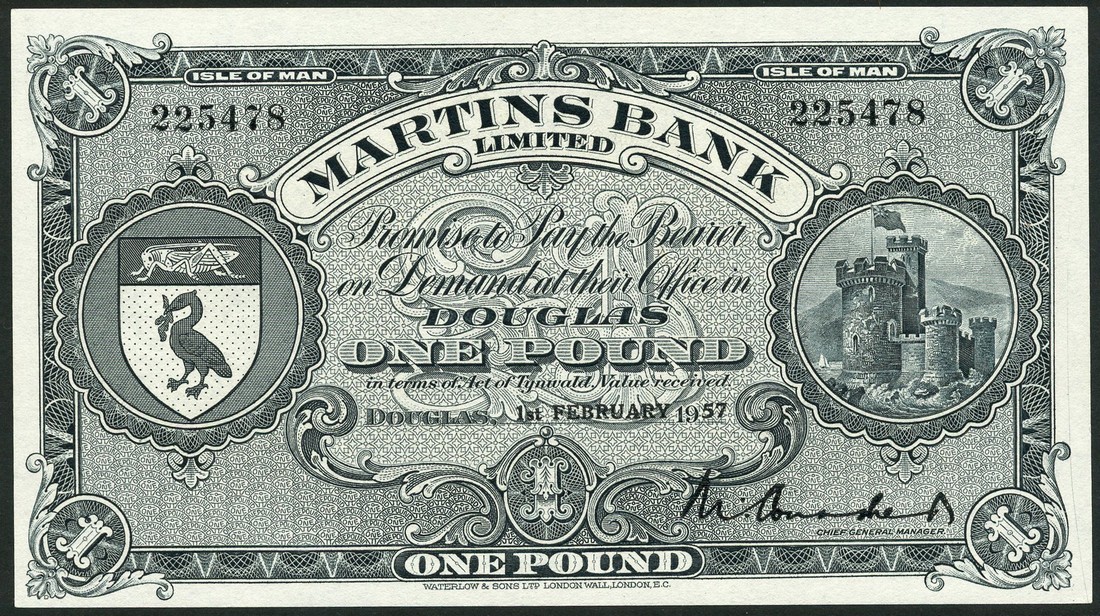 ISLE OF MAN
ISLE OF MAN
225478
225478
MARTINS BANK
LIMITED
Promise to Pay the Bearer
on Demand at their Office in
DOUGLAS
ONE POUND
in terms of Act of Tynwald, Value received.
DOUGLAS, 1st FEBRUARY 1957
CHIEF GENERAL MANAGER
ONE POUND
WATERLOW & SONS LTD LONDON WALL, LONDON, E.C.